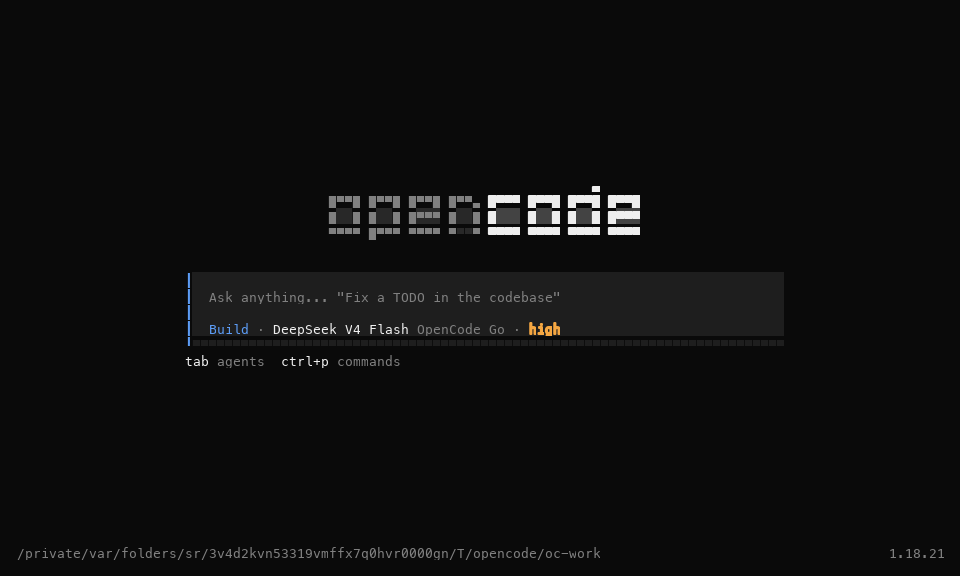 opencode
Ask anything... "Fix a TODO in the codebase"
Build · DeepSeek V4 Flash OpenCode Go · high
tab agents  ctrl+p commands
/private/var/folders/sr/3v4d2kvn53319vmffx7q0hvr0000gn/T/opencode/oc-work
1.18.21